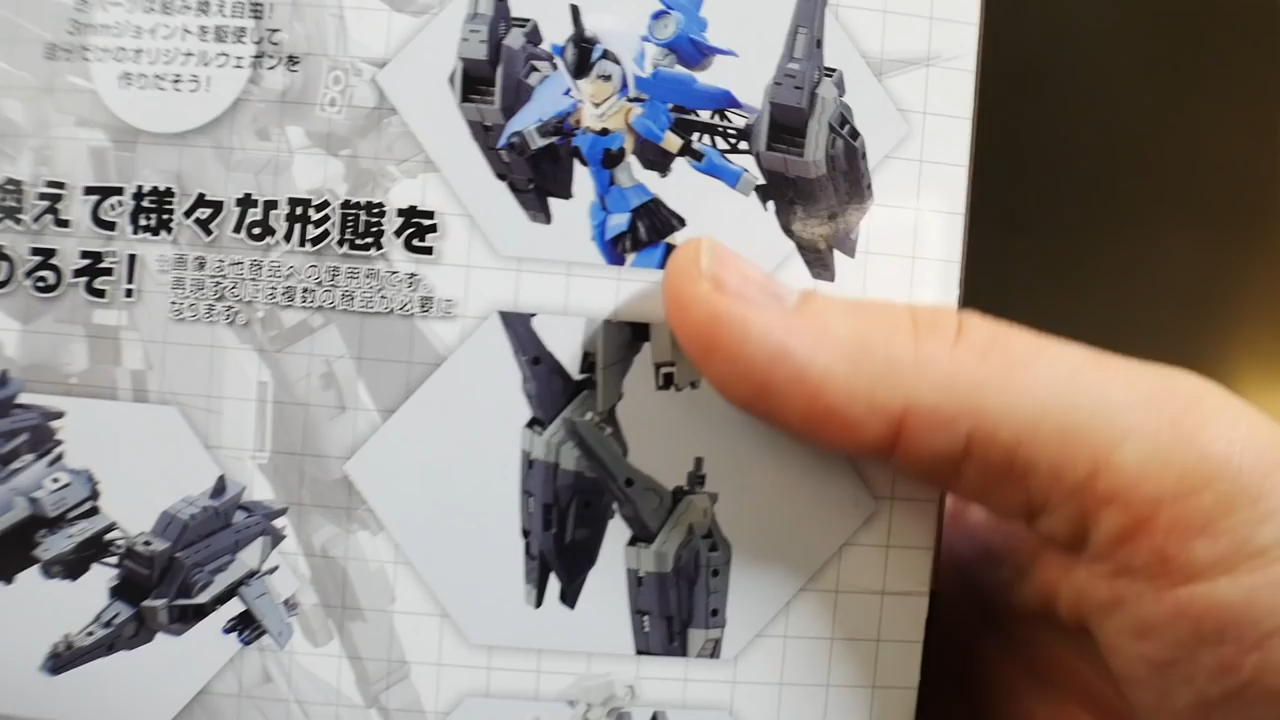 各パーツは組み換え自由!
3mmジョイントを駆使して
自分だけのオリジナルウェポンを
作りだそう!
換えで様々な形態を
めるぞ!
※画像は他商品への使用例です。
再現するには複数の商品が必要に
なります。